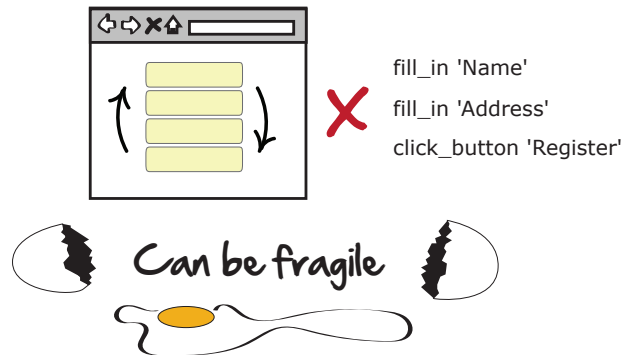 fill_in 'Name'
fill_in 'Address'
click_button 'Register'
Can be fragile